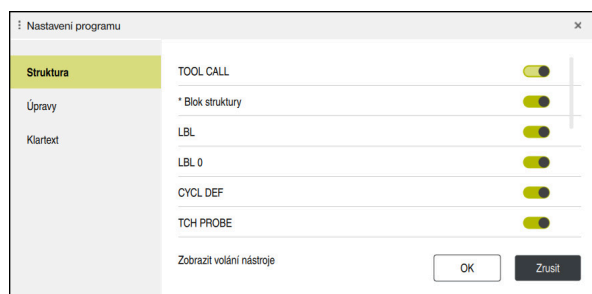 Nastavení programu
Struktura
Úpravy
Klartext
TOOL CALL
* Blok struktury
LBL
LBL 0
CYCL DEF
TCH PROBE
Zobrazit volání nástroje
OK
Zrusit